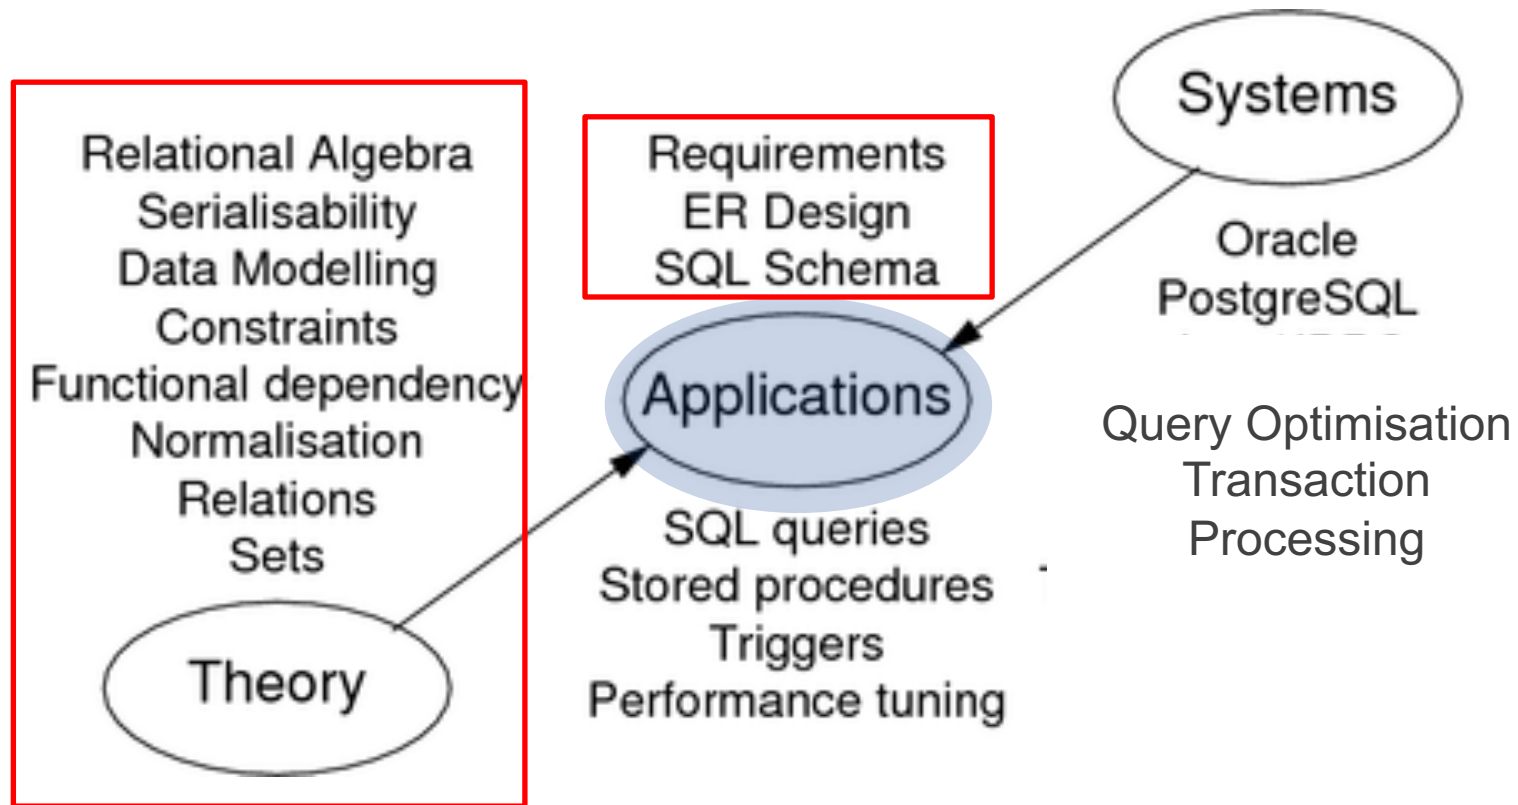 Relational Algebra
Serialisability
Data Modelling
Constraints
Functional dependency
Normalisation
Relations
Sets
Theory
Requirements
ER Design
SQL Schema
Applications
SQL queries
Stored procedures
Triggers
Performance tuning
Systems
Oracle
PostgreSQL
Query Optimisation
Transaction
Processing